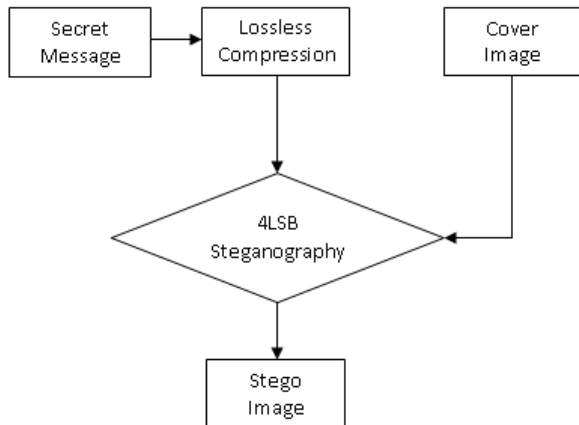 Secret
Message
Lossless
Compression
Cover
Image
4LSB
Steganography
Stego
Image